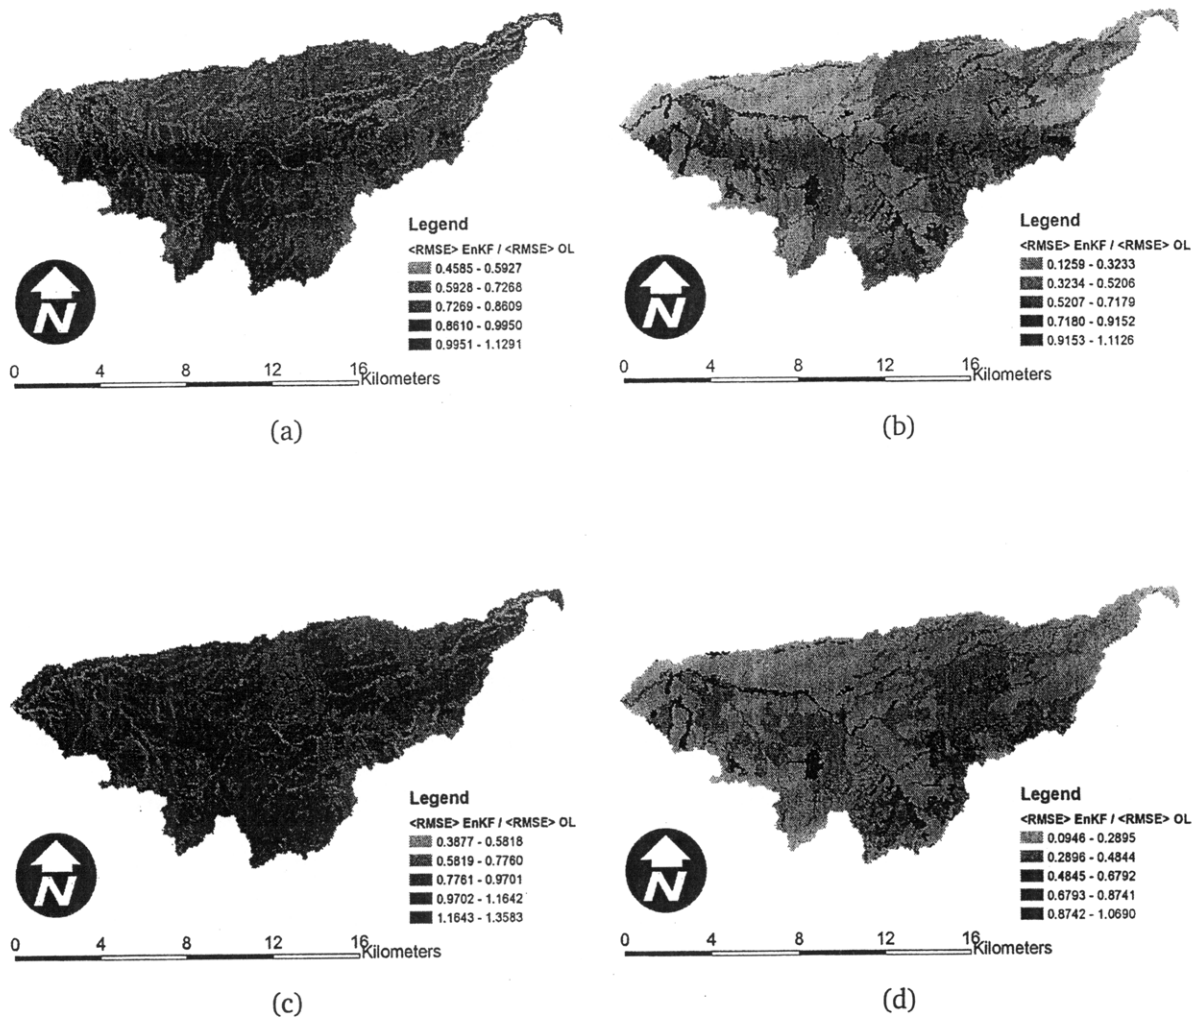 Legend
<RMSE> EnKF / <RMSE> OL
0.4585 - 0.5927
0.5928 - 0.7268
0.7269 - 0.8609
0.8610 - 0.9950
0.9951 - 1.1291
N
0 4 8 12 16
Kilometers
(a)
Legend
<RMSE> EnKF / <RMSE> OL
0.1259 - 0.3233
0.3234 - 0.5206
0.5207 - 0.7179
0.7180 - 0.9152
0.9153 - 1.1126
N
0 4 8 12 16
Kilometers
(b)
Legend
<RMSE> EnKF / <RMSE> OL
0.3877 - 0.5818
0.5819 - 0.7760
0.7761 - 0.9701
0.9702 - 1.1642
1.1643 - 1.3583
N
0 4 8 12 16
Kilometers
(c)
Legend
<RMSE> EnKF / <RMSE> OL
0.0946 - 0.2895
0.2896 - 0.4844
0.4845 - 0.6792
0.6793 - 0.8741
0.8742 - 1.0690
N
0 4 8 12 16
Kilometers
(d)